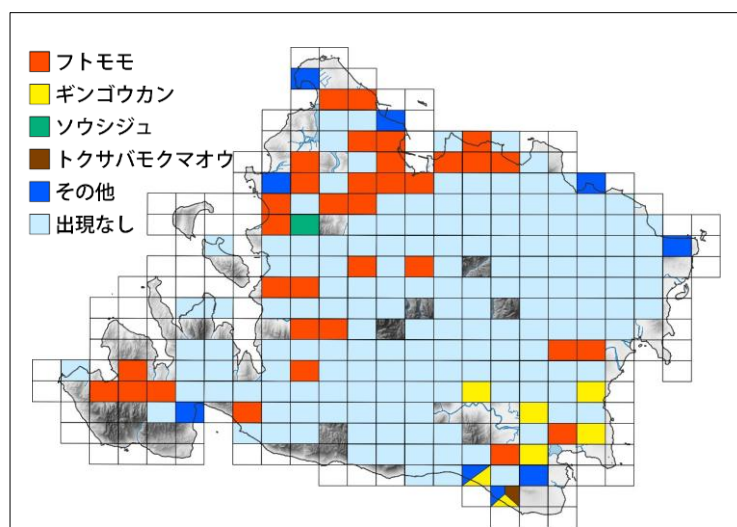 フトモモ
ギンゴウカン
ソウシジュ
トクサバモクマオウ
その他
出現なし